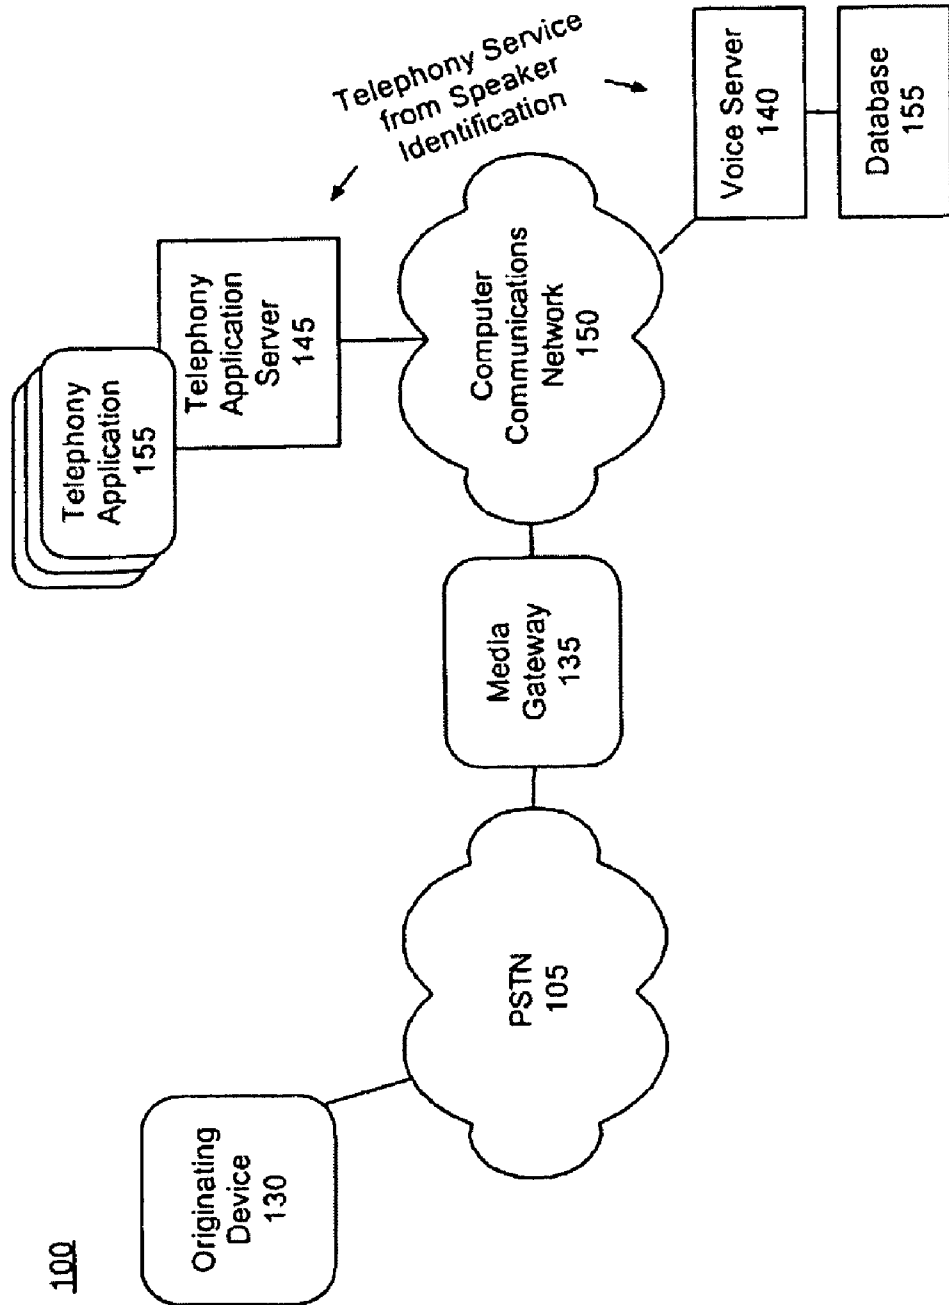 100
Originating
Device
130
PSTN
105
Media
Gateway
135
Telephony
Application
155
Telephony
Application
Server
145
Computer
Communications
Network
150
Telephony Service
from Speaker
Identification
Voice Server
140
Database
155